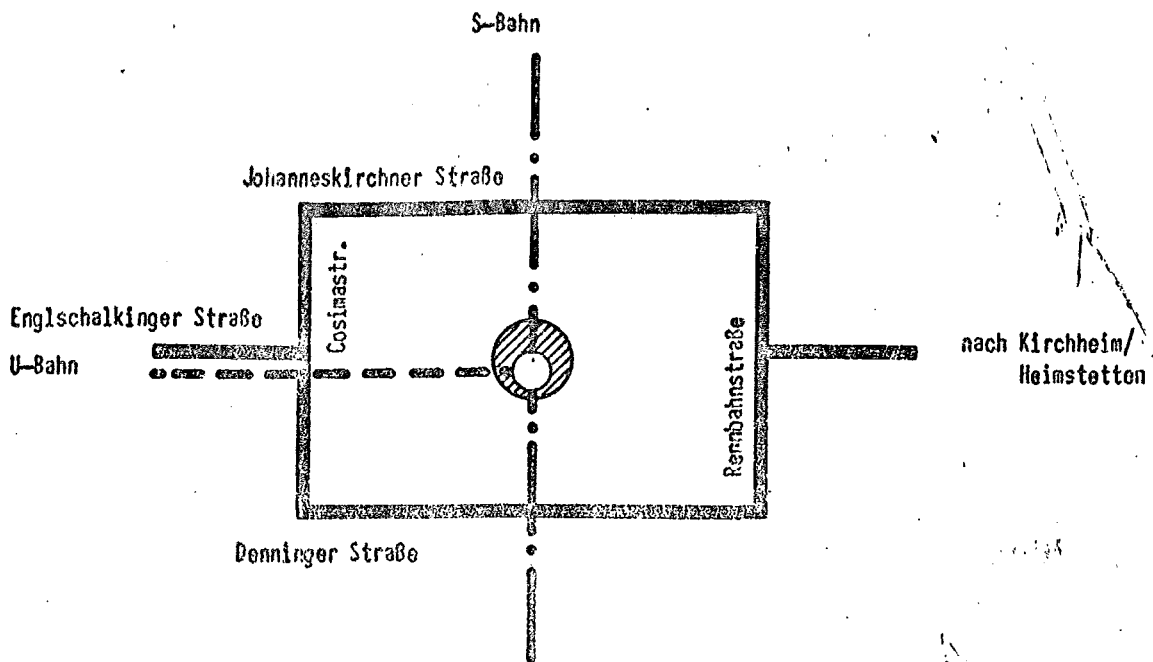 S-Bahn
Johanneskirchner Straße
Cosimastr.
Englschalkinger Straße
U-Bahn
Rennbahnstraße
nach Kirchheim/
Heimstetten
Denninger Straße